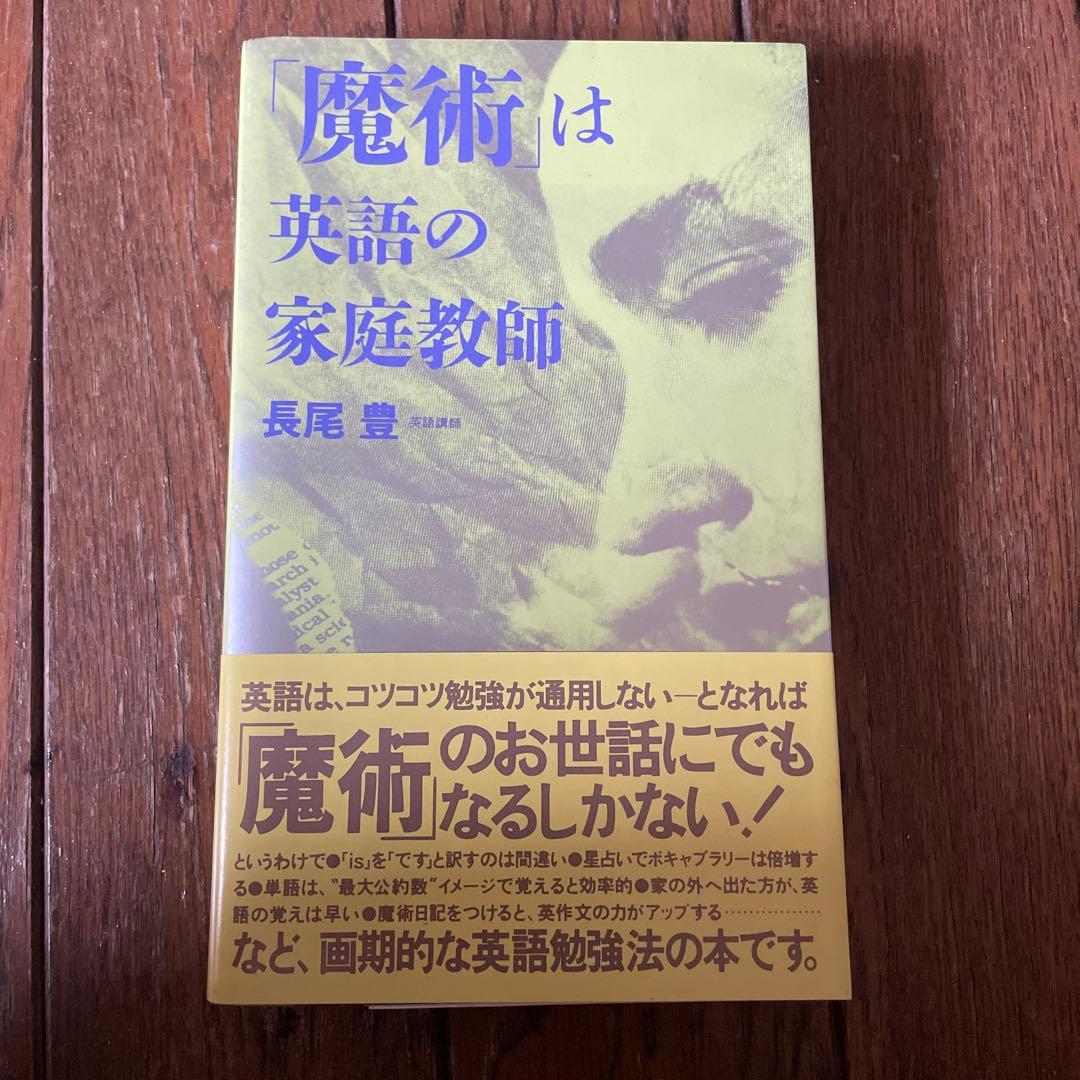 「魔術」は
英語の
家庭教師
長尾 豊 英語講師
not
hose
arch i
lyst
ania.
ical
a scie
英語は、コツコツ勉強が通用しない―となれば
「魔術」のお世話にでも
なるしかない!
というわけで●「is」を「です」と訳すのは間違い●星占いでボキャブラリーは倍増す
る●単語は、“最大公約数”イメージで覚えると効率的●家の外へ出た方が、英
語の覚えは早い●魔術日記をつけると、英作文の力がアップする………………
など、画期的な英語勉強法の本です。